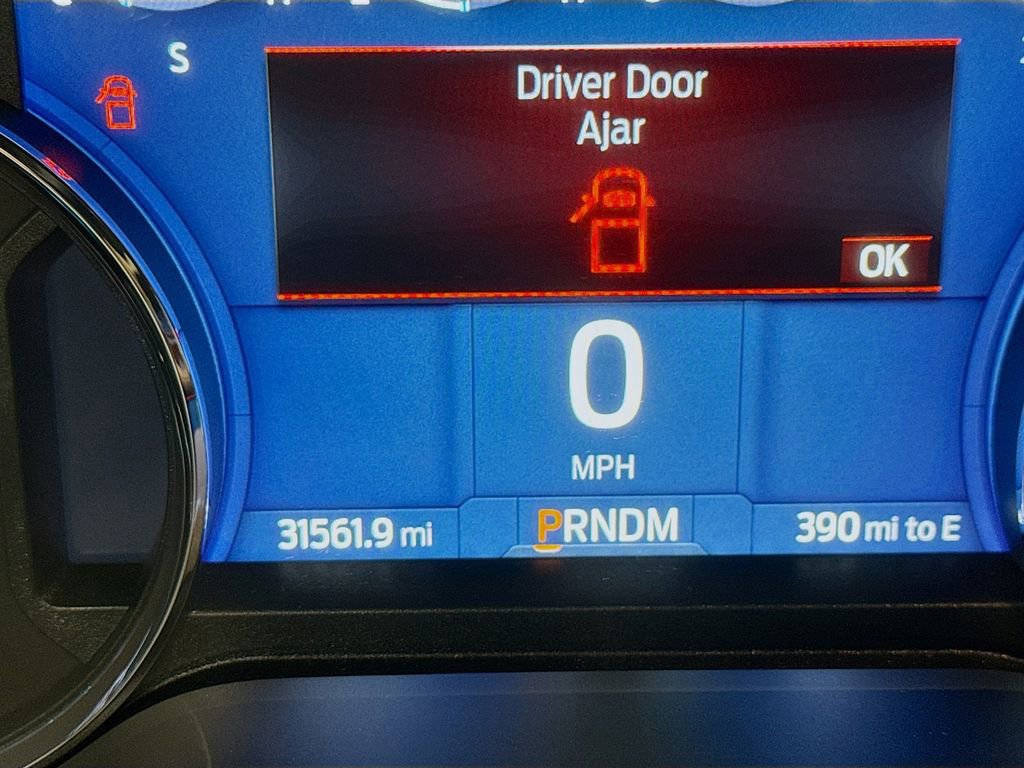 S
Driver Door
Ajar
OK
0
MPH
31561.9 mi
PRNDM
390 mi to E